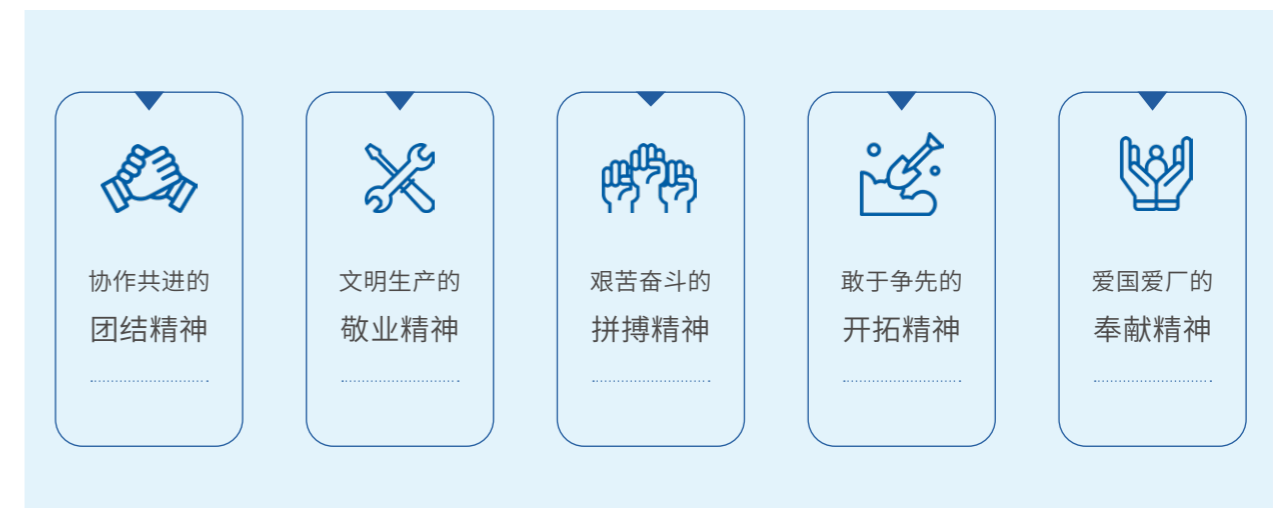 协作共进的
团结精神
文明生产的
敬业精神
艰苦奋斗的
拼搏精神
敢于争先的
开拓精神
爱国爱厂的
奉献精神